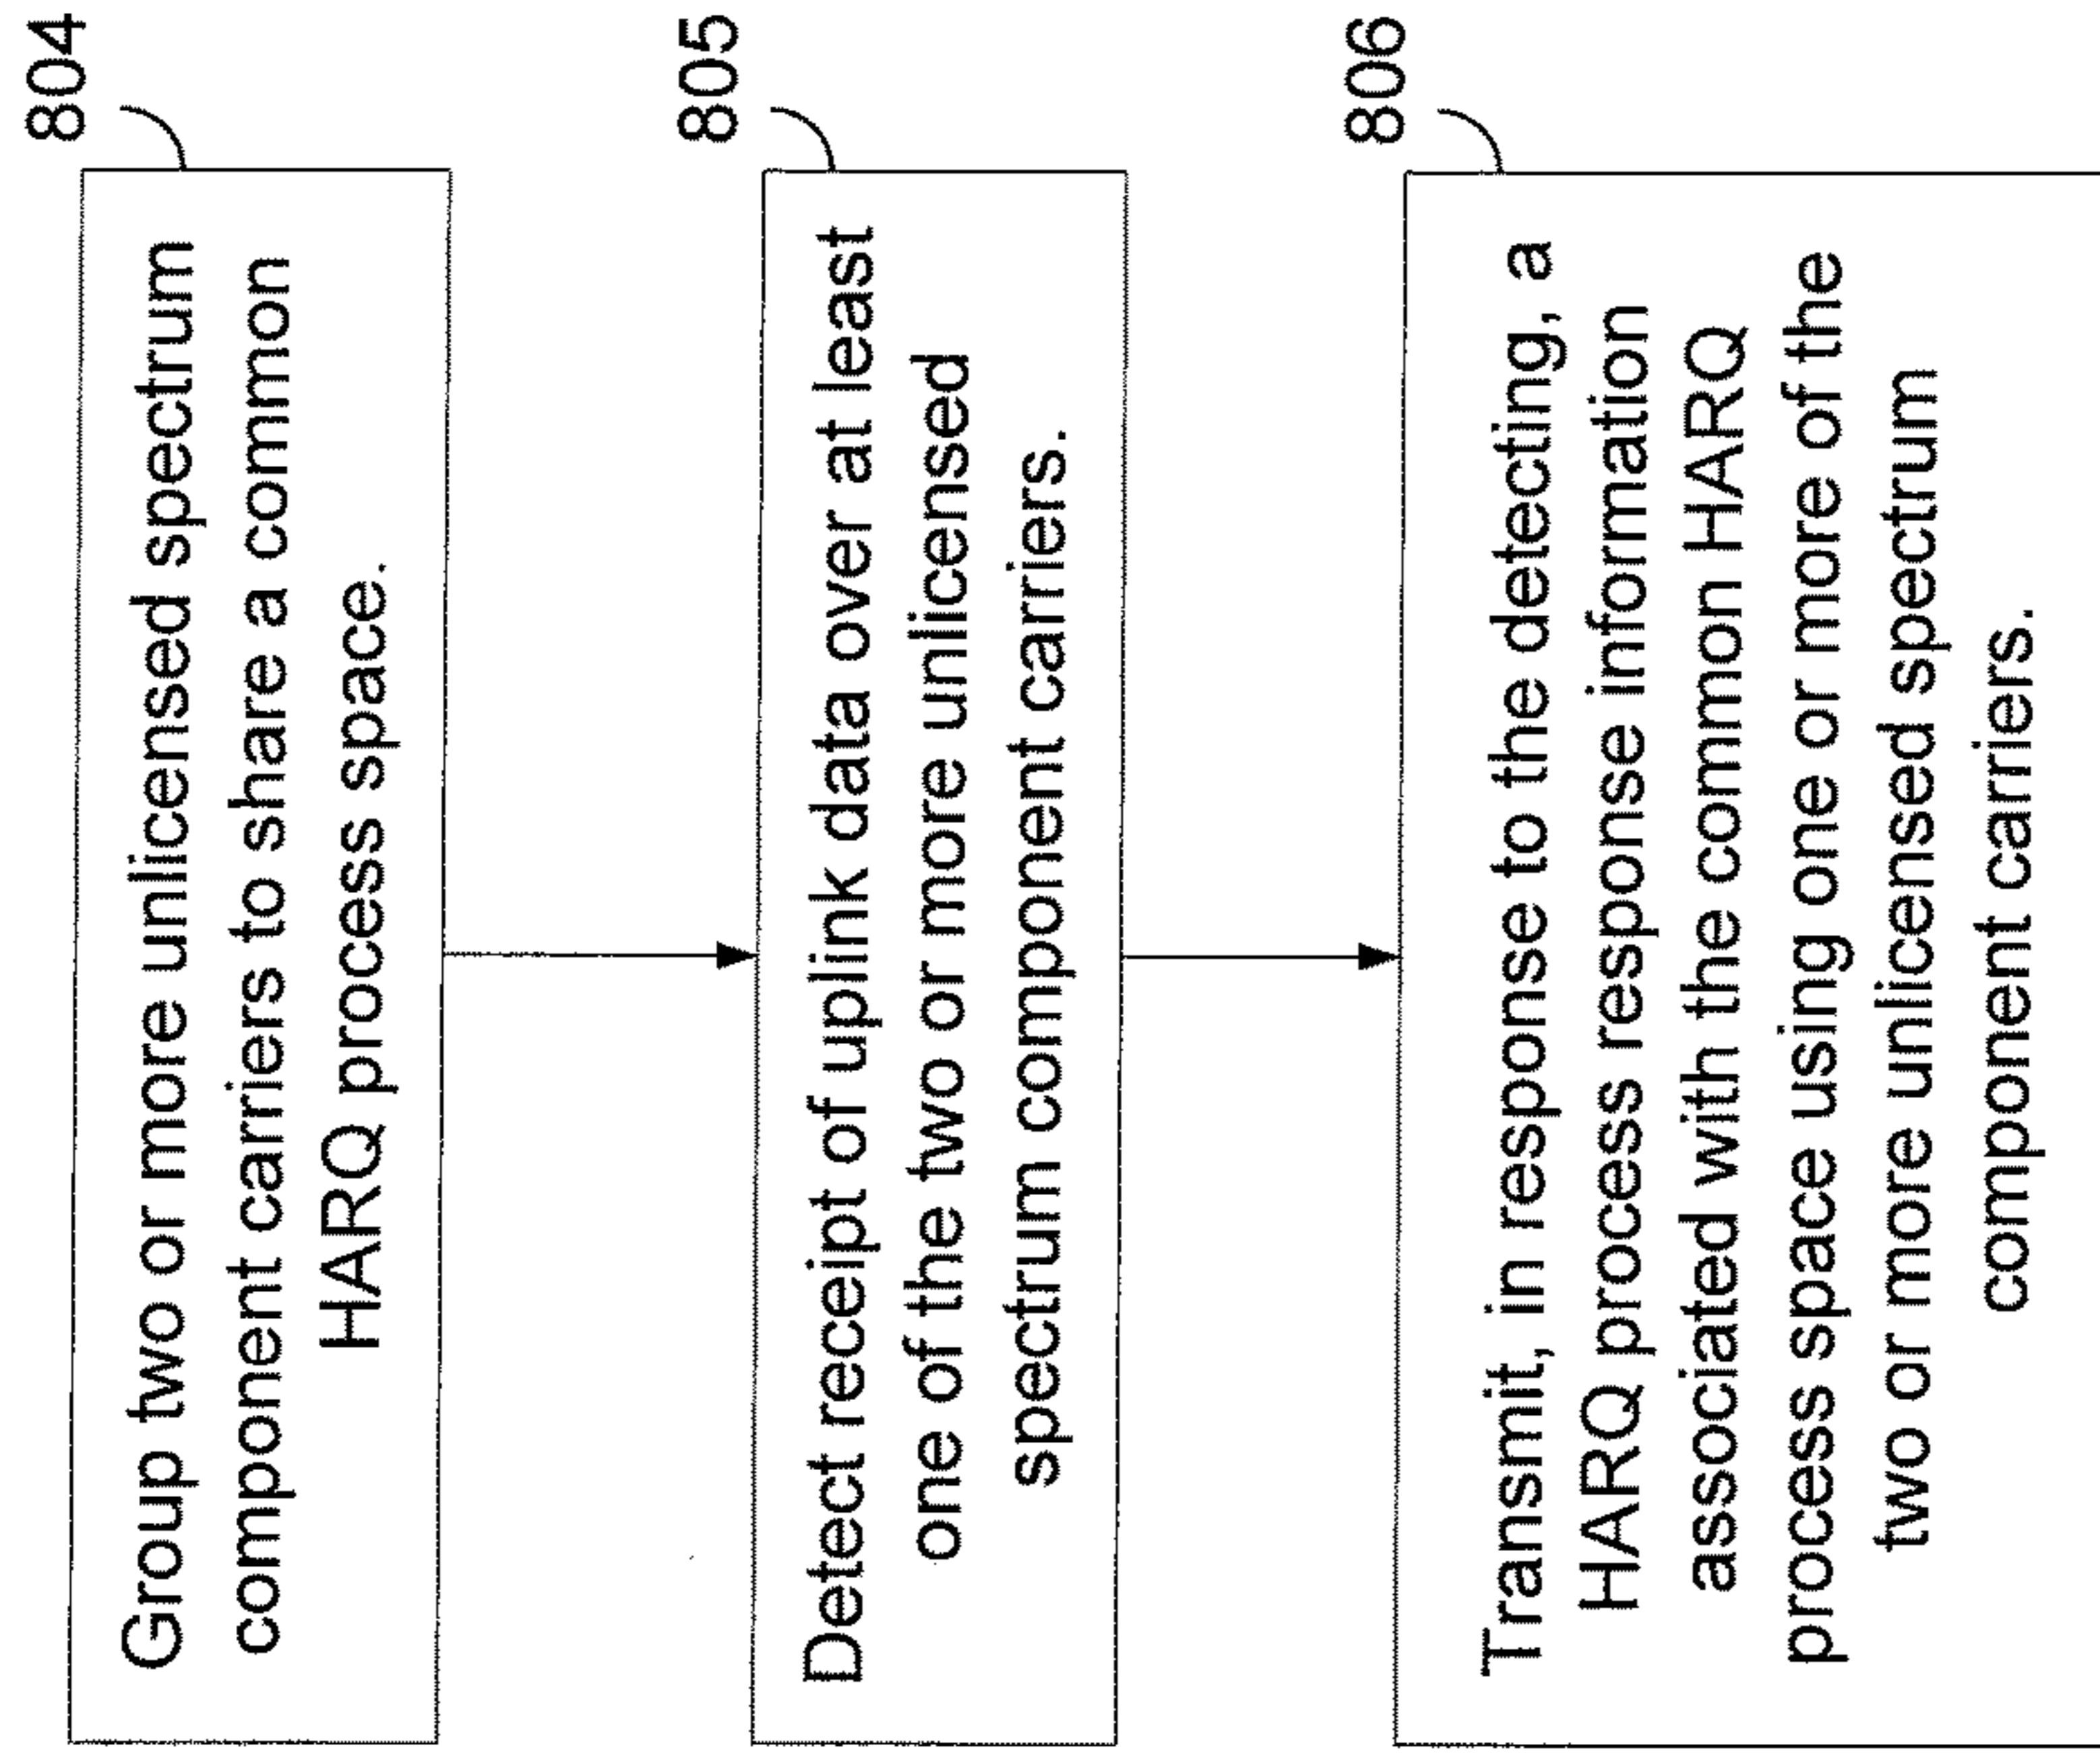 804
Group two or more unlicensed spectrum
component carriers to share a common
HARQ process space.
805
Detect receipt of uplink data over at least
one of the two or more unlicensed
spectrum component carriers.
806
Transmit, in response to the detecting, a
HARQ process response information
associated with the common HARQ
process space using one or more of the
two or more unlicensed spectrum
component carriers.